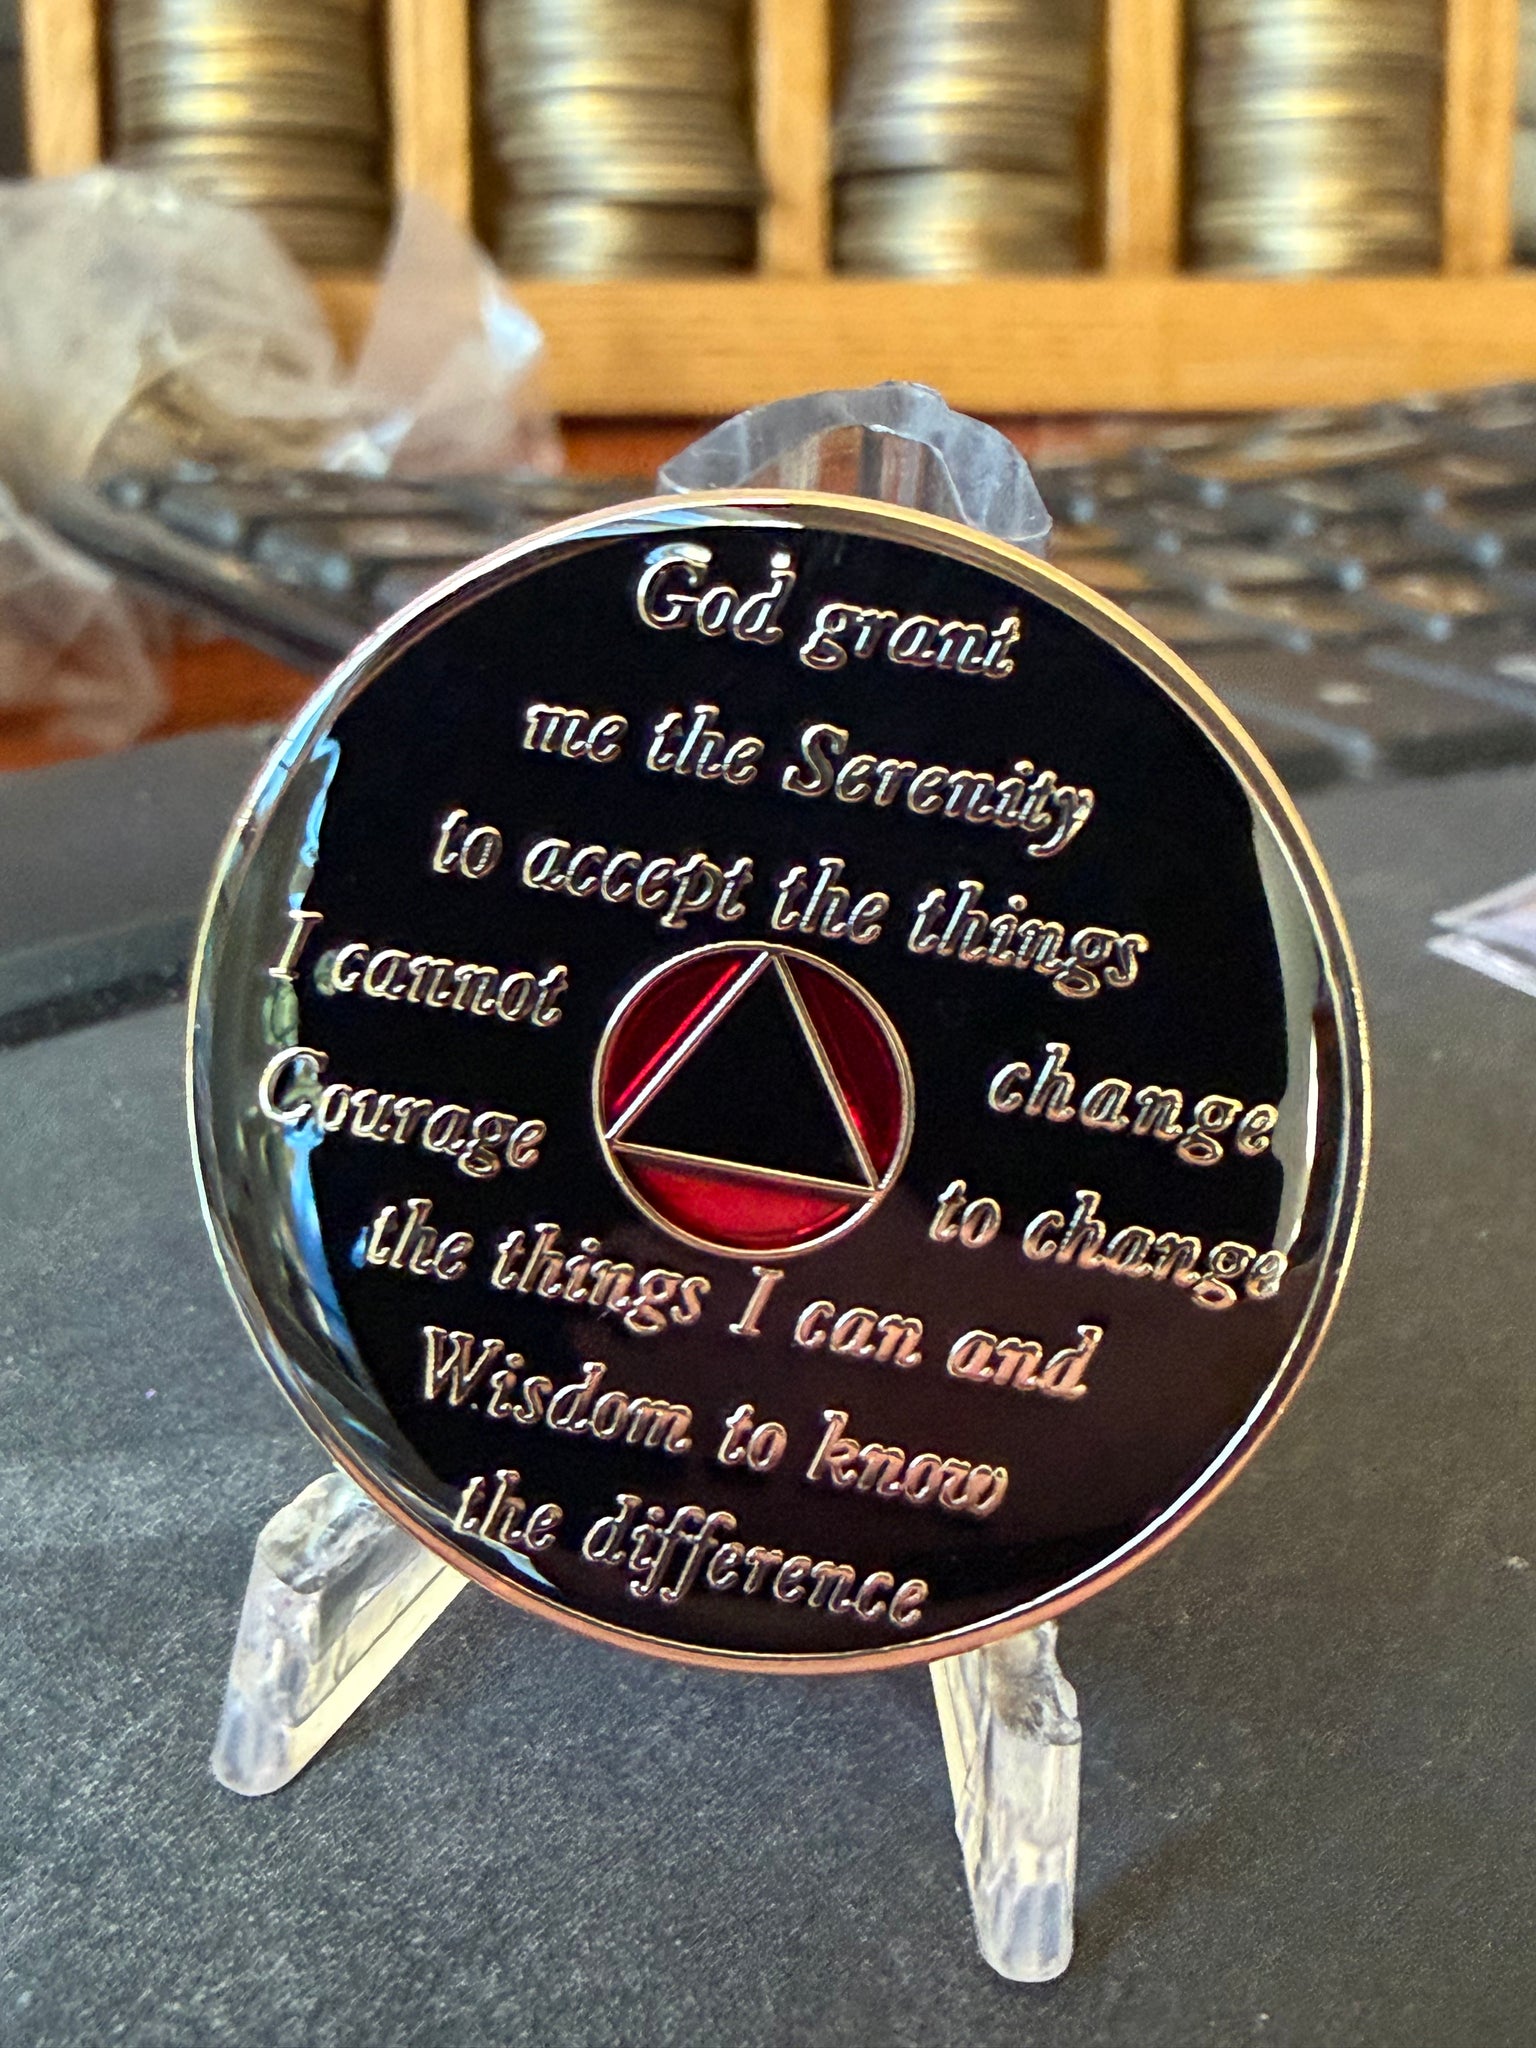 God grant
me the Serenity
to accept the things
I cannot change
Courage to change
the things I can and
Wisdom to know
the difference